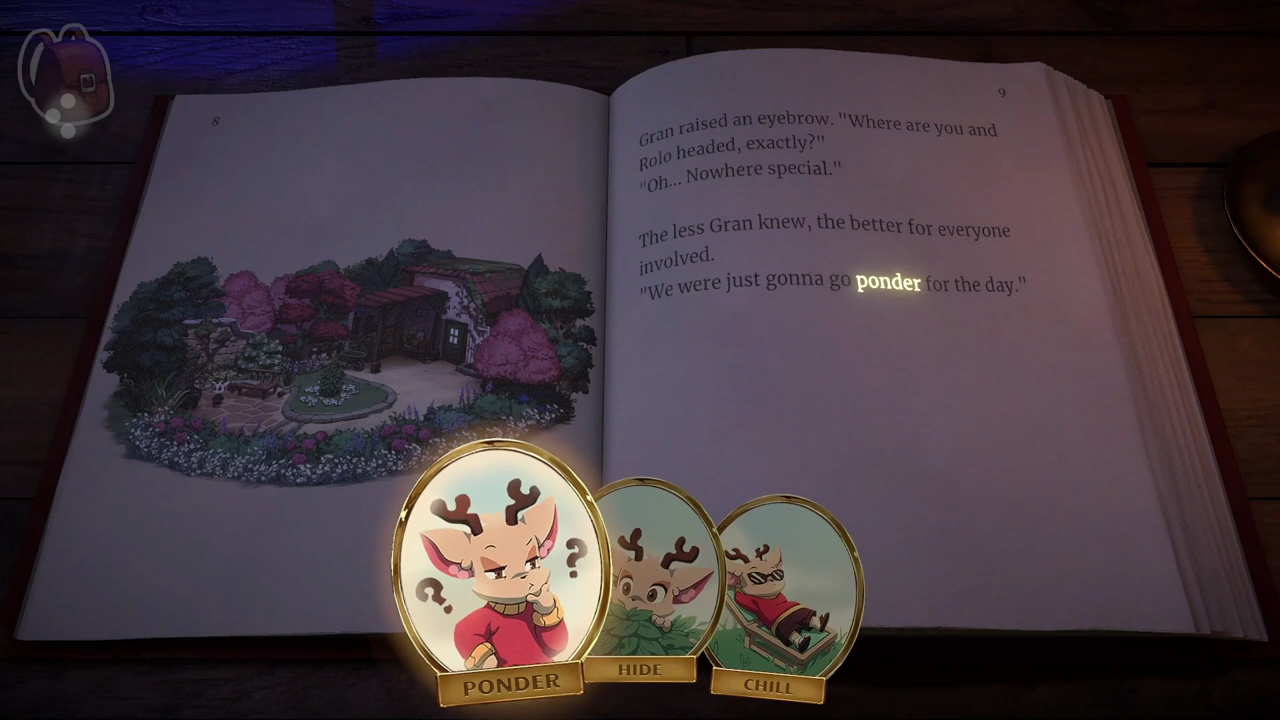 8
9
Gran raised an eyebrow. "Where are you and
Rolo headed, exactly?"
"Oh... Nowhere special."
The less Gran knew, the better for everyone
involved.
"We were just gonna go ponder for the day."
?
?
PONDER
HIDE
CHILL